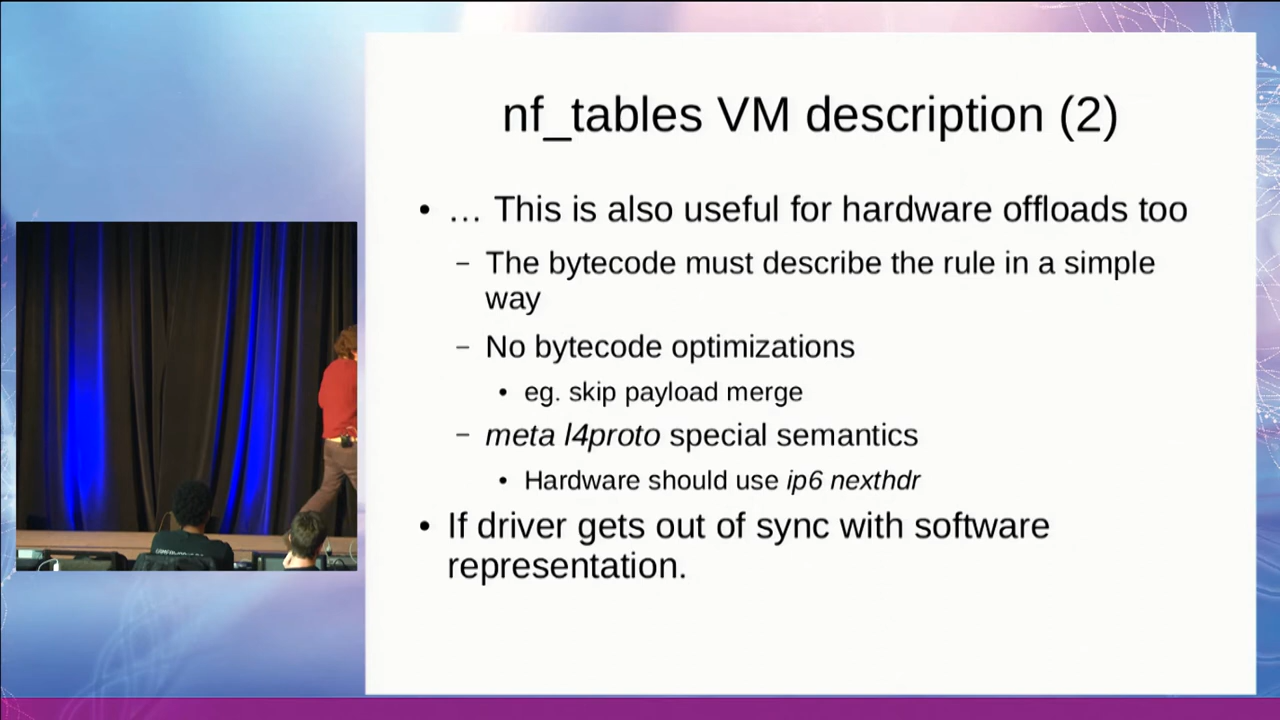 nf_tables VM description (2)
• … This is also useful for hardware offloads too
– The bytecode must describe the rule in a simple
way
– No bytecode optimizations
• eg. skip payload merge
– meta l4proto special semantics
• Hardware should use ip6 nexthdr
• If driver gets out of sync with software
representation.